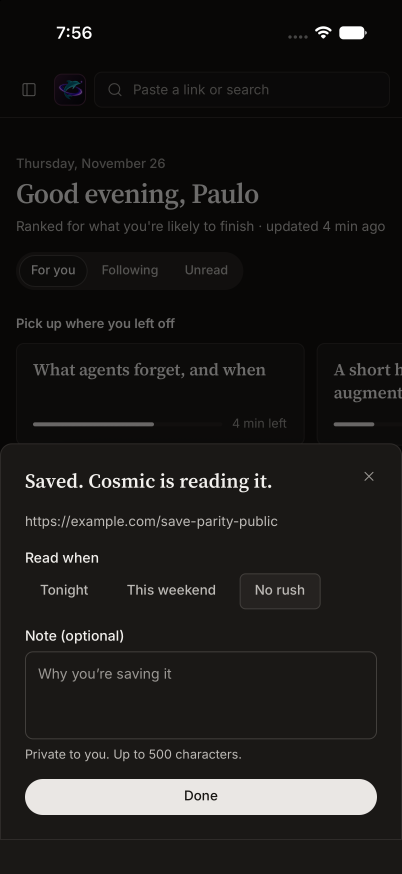 7:56
Paste a link or search
Thursday, November 26
Good evening, Paulo
Ranked for what you're likely to finish · updated 4 min ago
For you
Following
Unread
Pick up where you left off
What agents forget, and when
A short h
augment
4 min left
Saved. Cosmic is reading it.
https://example.com/save-parity-public
Read when
Tonight
This weekend
No rush
Note (optional)
Why you’re saving it
Private to you. Up to 500 characters.
Done